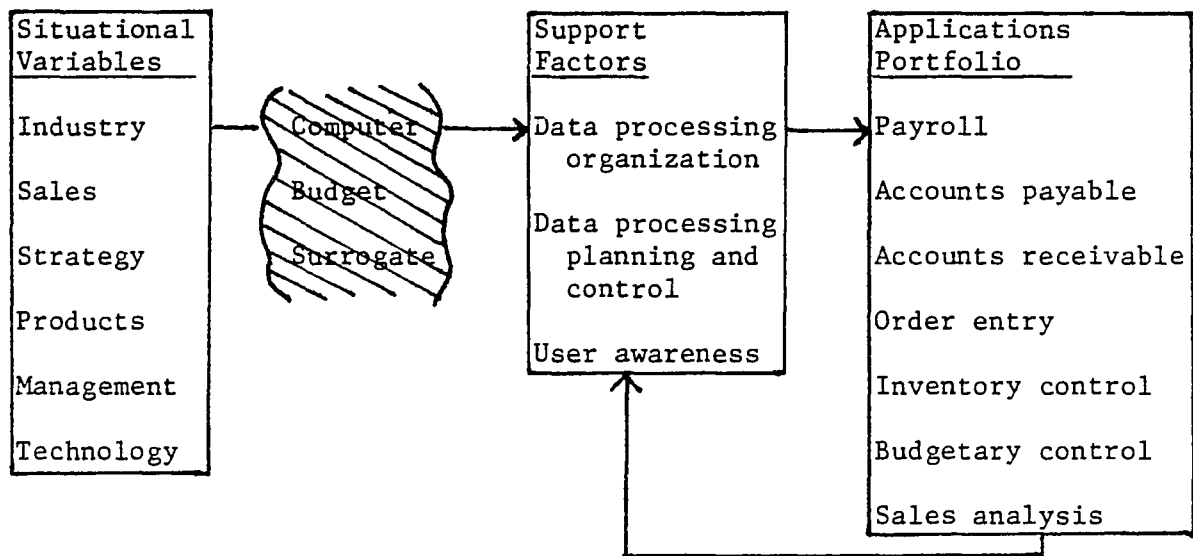 Situational
Variables
Industry
Sales
Strategy
Products
Management
Technology
Computer
Budget
Surrogate
Support
Factors
Data processing
organization
Data processing
planning and
control
User awareness
Applications
Portfolio
Payroll
Accounts payable
Accounts receivable
Order entry
Inventory control
Budgetary control
Sales analysis